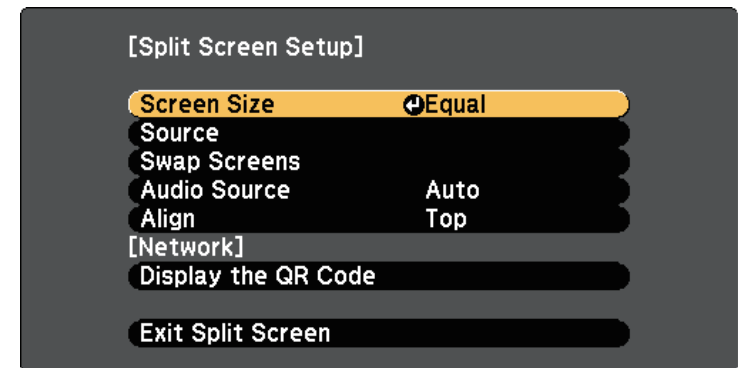 [Split Screen Setup]
Screen Size Equal
Source
Swap Screens
Audio Source Auto
Align Top
[Network]
Display the QR Code
Exit Split Screen